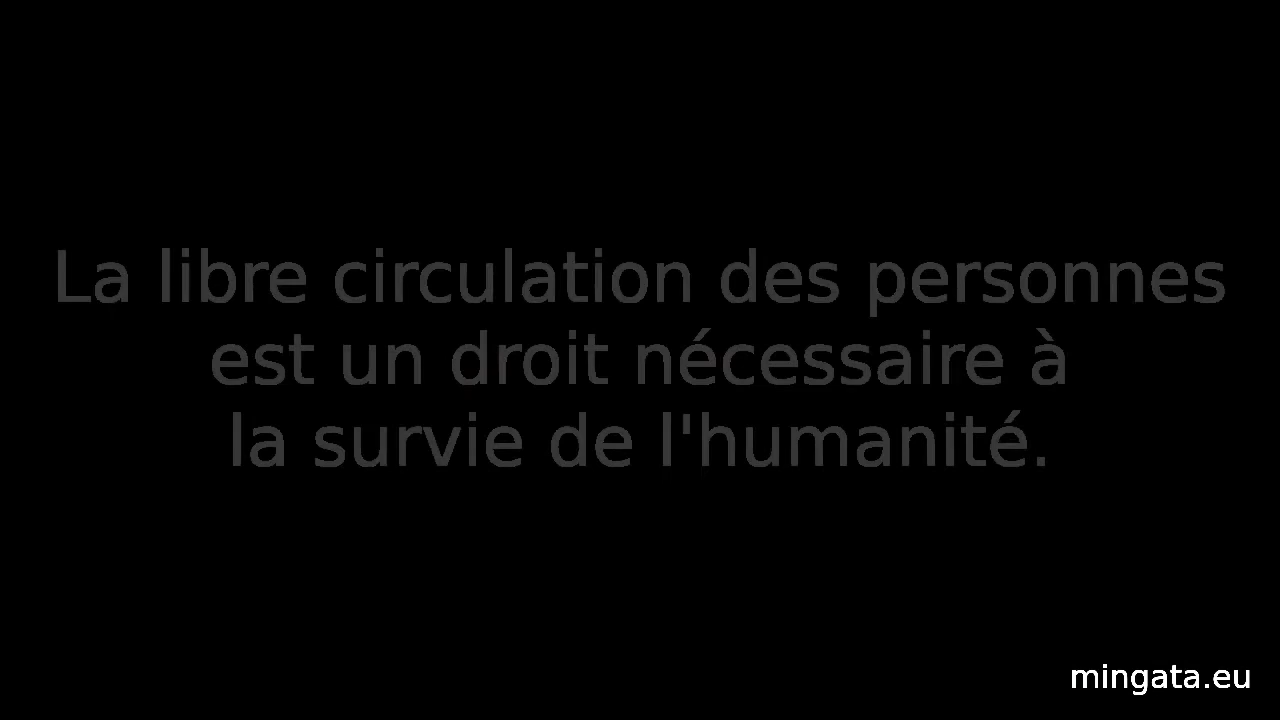 La libre circulation des personnes
est un droit nécessaire à
la survie de l'humanité.
mingata.eu